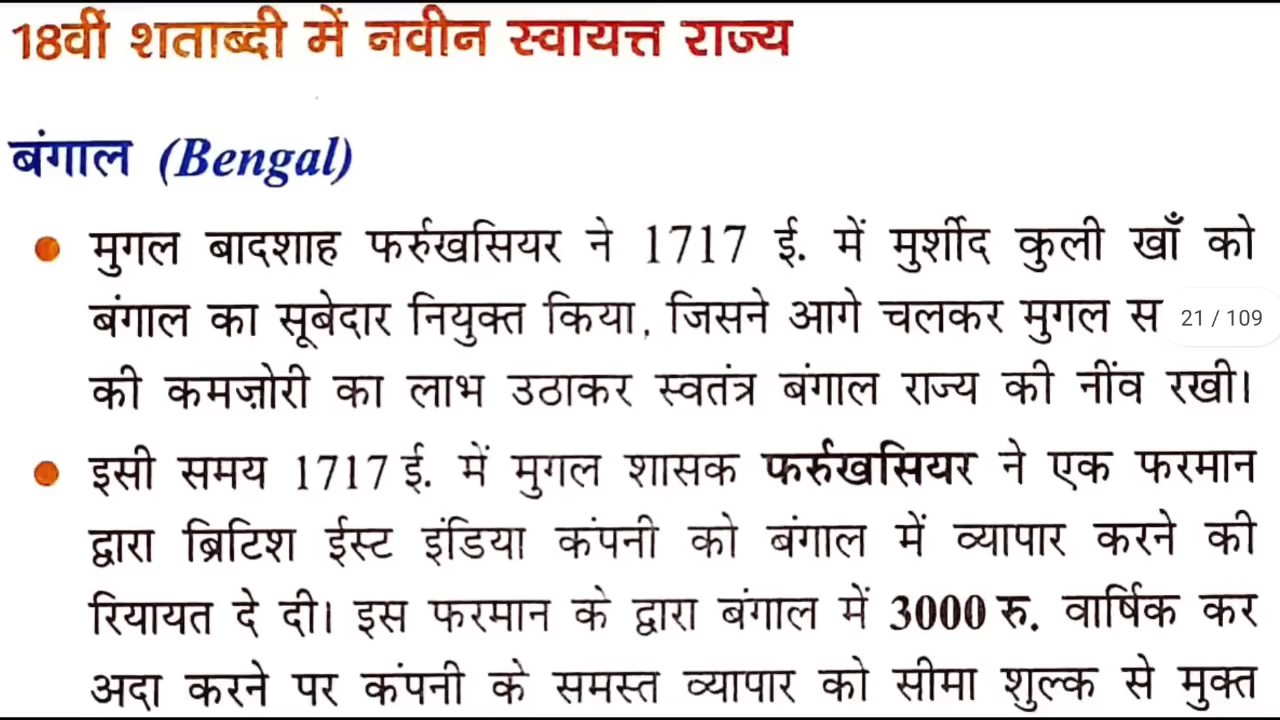 18वीं शताब्दी में नवीन स्वायत्त राज्य
बंगाल (Bengal)
मुगल बादशाह फर्रुखसियर ने 1717 ई. में मुर्शीद कुली खाँ को
बंगाल का सूबेदार नियुक्त किया, जिसने आगे चलकर मुगल स
21 / 109
की कमज़ोरी का लाभ उठाकर स्वतंत्र बंगाल राज्य की नींव रखी।
इसी समय 1717 ई. में मुगल शासक फर्रुखसियर ने एक फरमान
द्वारा ब्रिटिश ईस्ट इंडिया कंपनी को बंगाल में व्यापार करने की
रियायत दे दी। इस फरमान के द्वारा बंगाल में 3000 रु. वार्षिक कर
अदा करने पर कंपनी के समस्त व्यापार को सीमा शुल्क से मुक्त